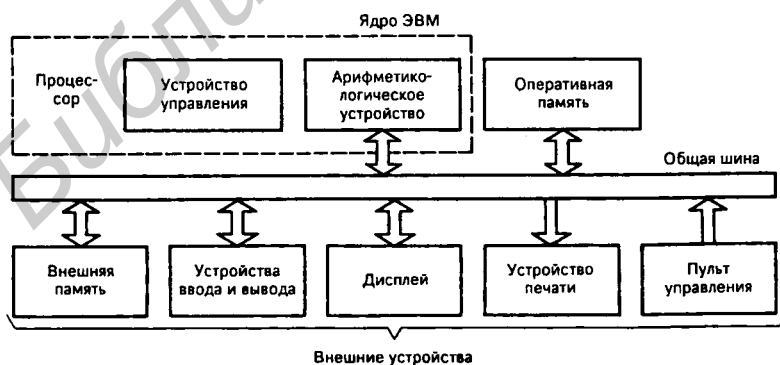 Ядро ЭВМ
Процес-
сор
Устройство
управления
Арифметико-
логическое
устройство
Оперативная
память
Общая шина
Внешняя
память
Устройства
ввода и вывода
Дисплей
Устройство
печати
Пульт
управления
Внешние устройства